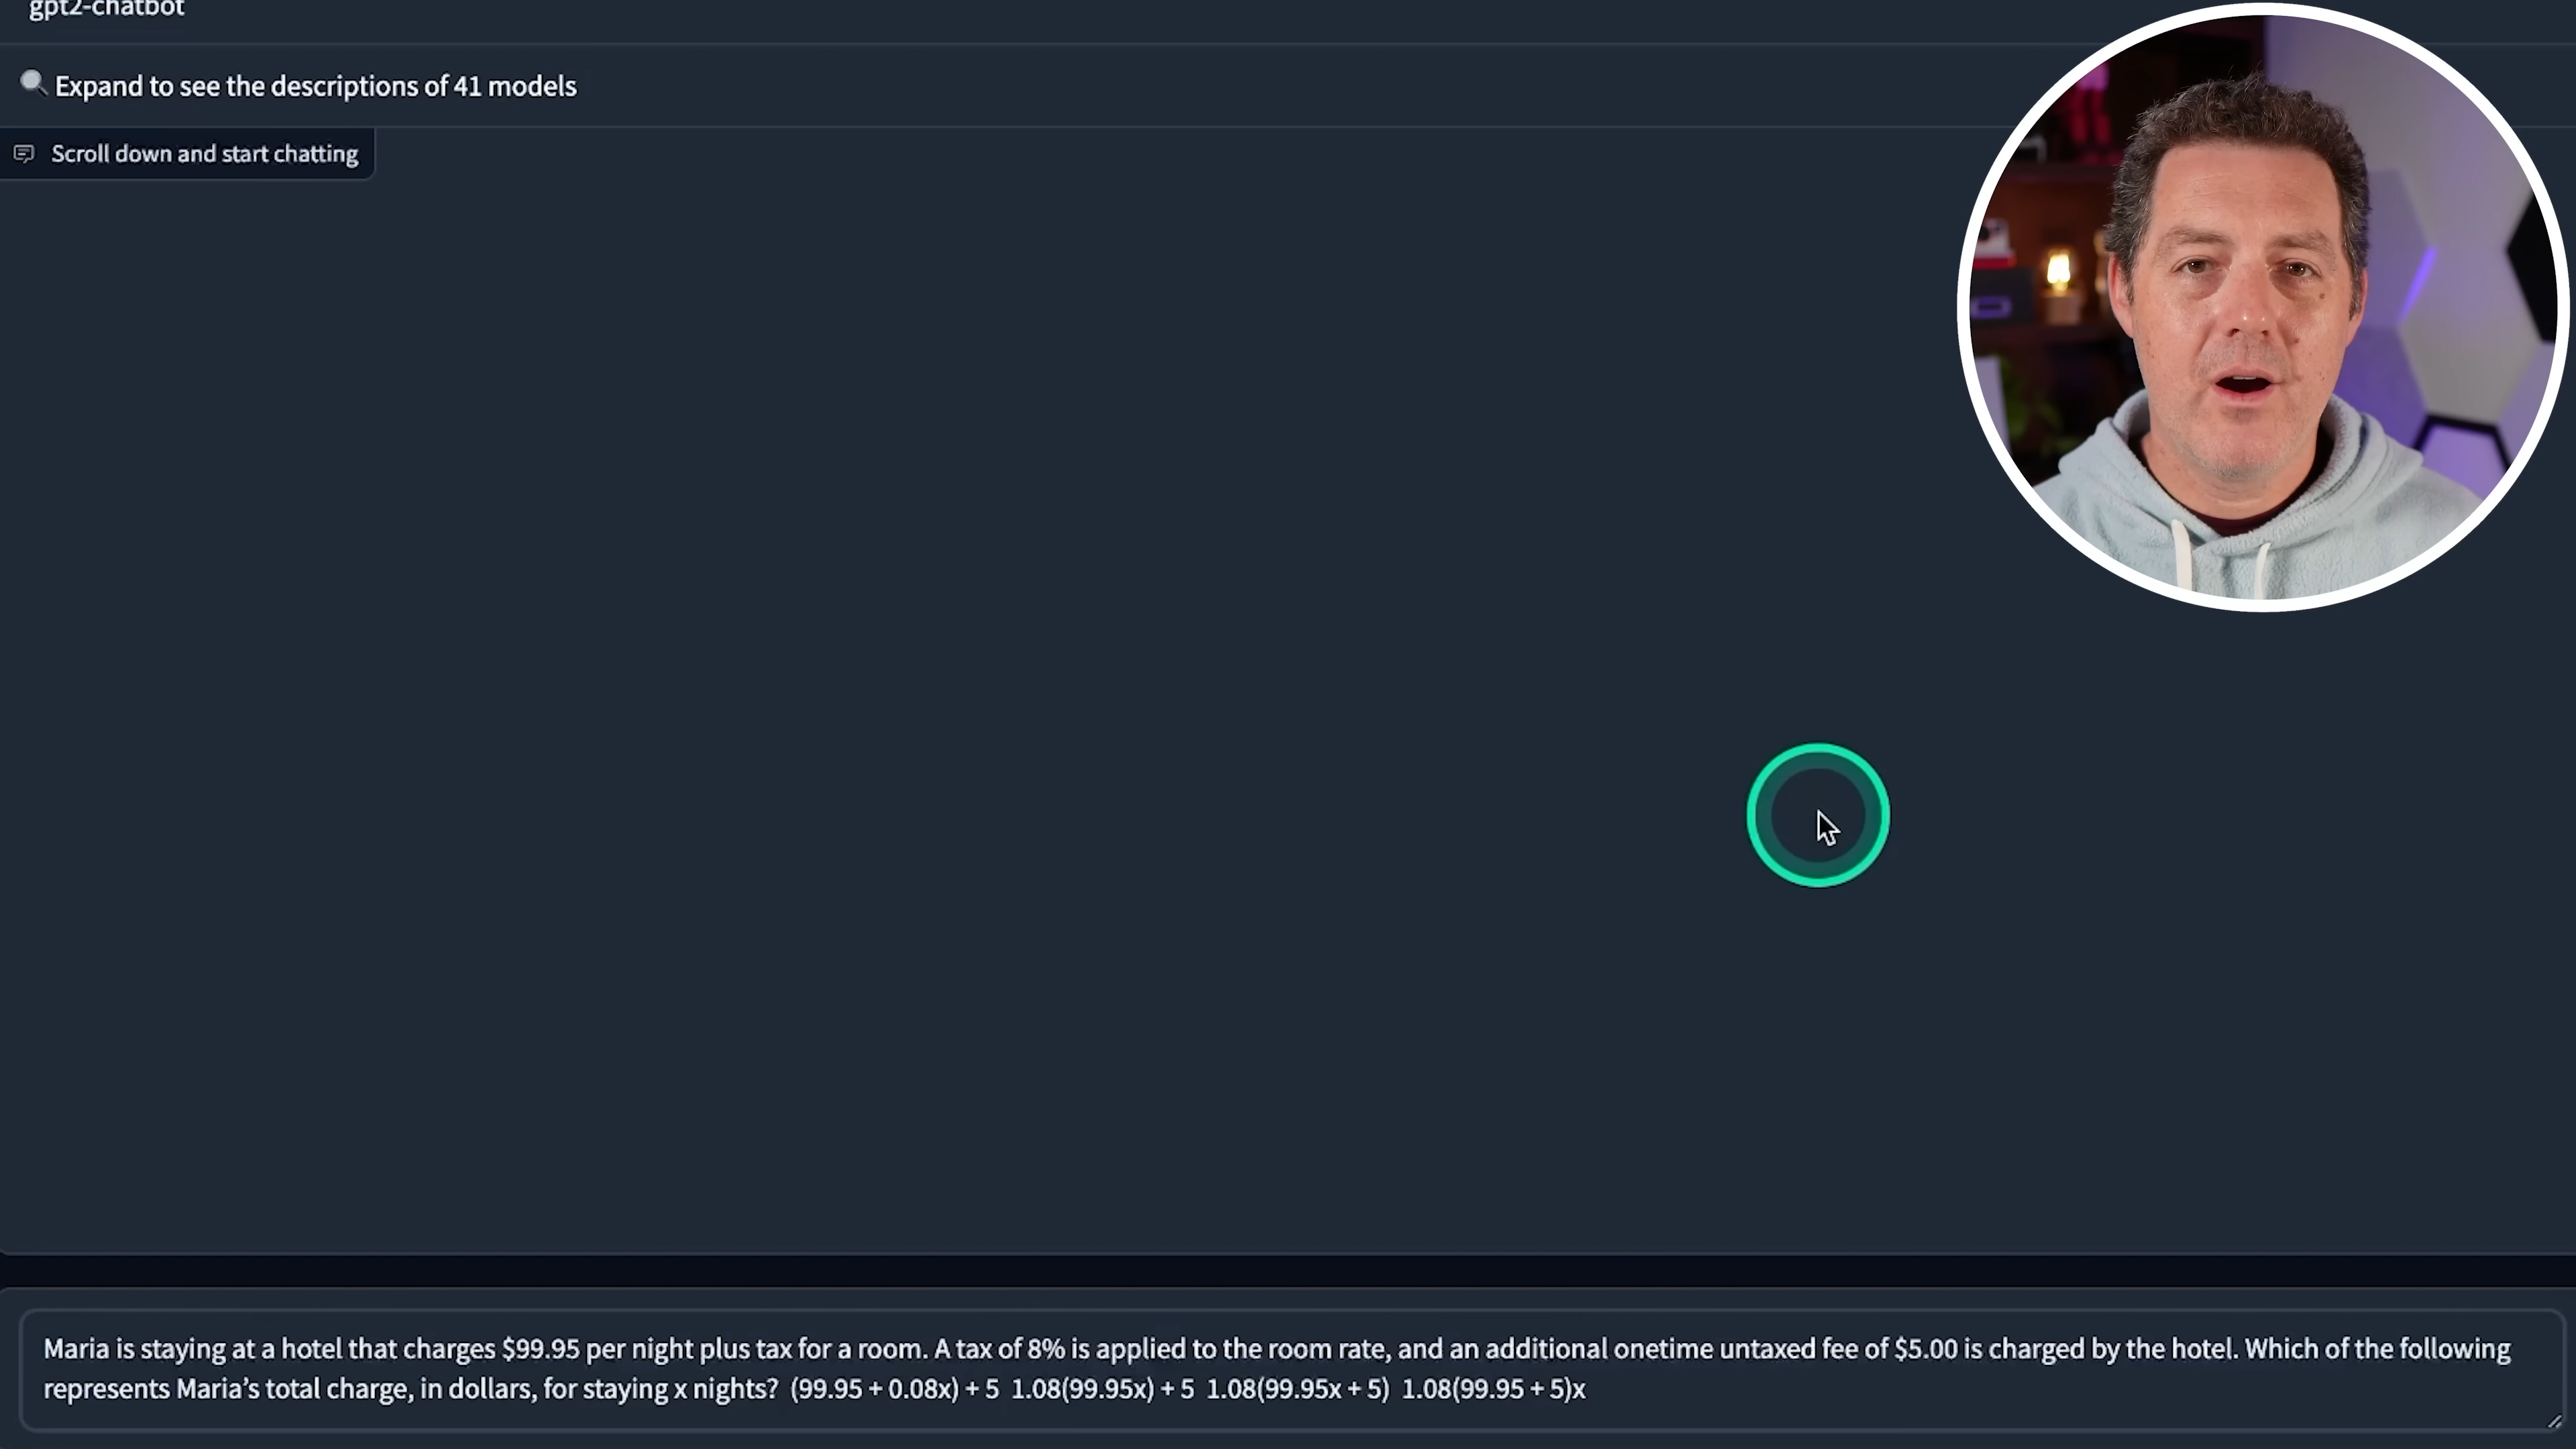 gpt2-chatbot
Expand to see the descriptions of 41 models
Scroll down and start chatting
Maria is staying at a hotel that charges $99.95 per night plus tax for a room. A tax of 8% is applied to the room rate, and an additional onetime untaxed fee of $5.00 is charged by the hotel. Which of the following
represents Maria’s total charge, in dollars, for staying x nights?  (99.95 + 0.08x) + 5  1.08(99.95x) + 5  1.08(99.95x + 5)  1.08(99.95 + 5)x